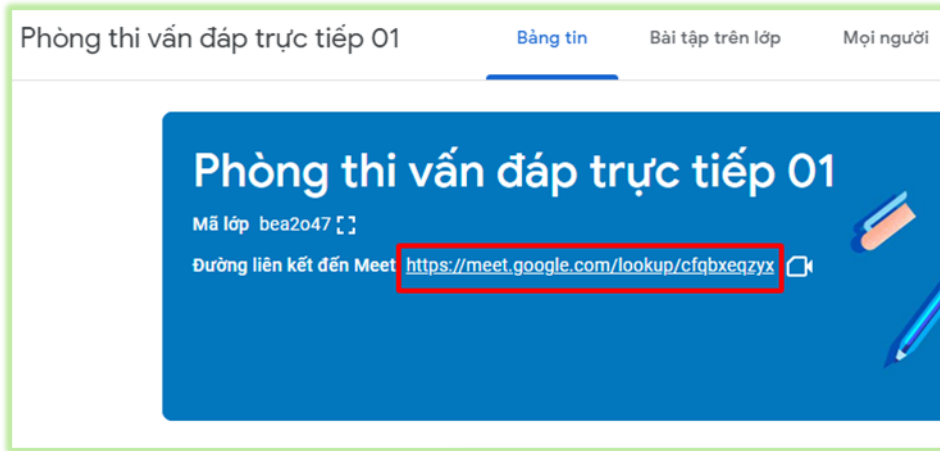 Phòng thi vấn đáp trực tiếp 01 Bảng tin Bài tập trên lớp Mọi người
Phòng thi vấn đáp trực tiếp 01
Mã lớp bea2o47
Đường liên kết đến Meet https://meet.google.com/lookup/cfqbxeqzyx